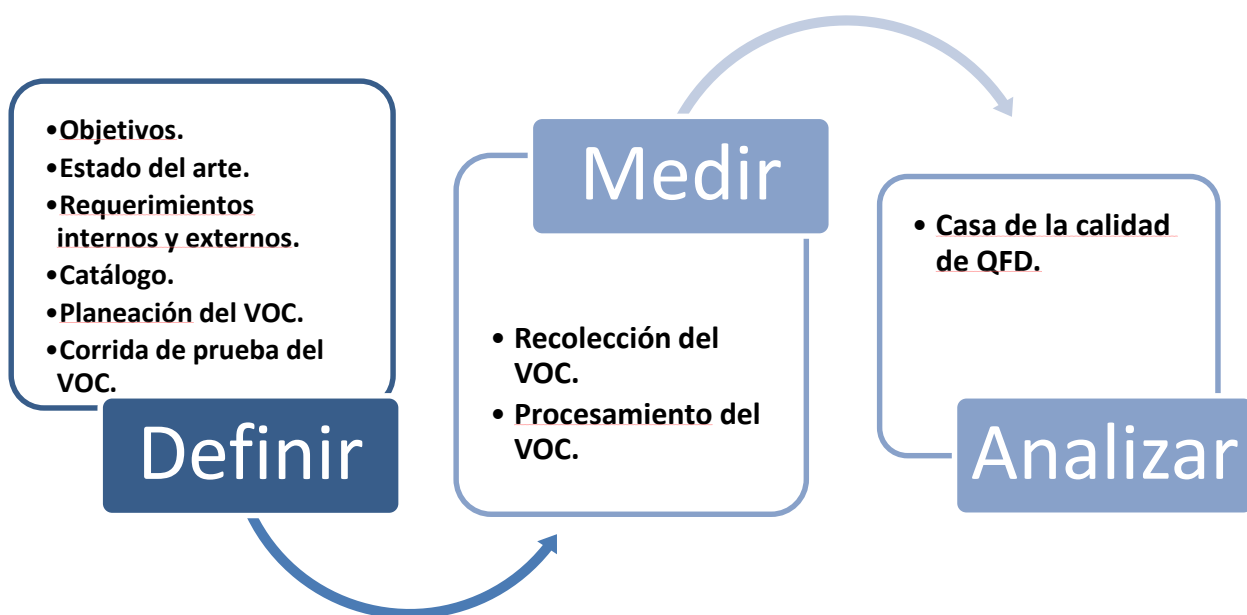 •Objetivos.
•Estado del arte.
•Requerimientos
internos y externos.
•Catálogo.
•Planeación del VOC.
•Corrida de prueba del
VOC.
Definir
Medir
• Recolección del
VOC.
• Procesamiento del
VOC.
• Casa de la calidad
de QFD.
Analizar